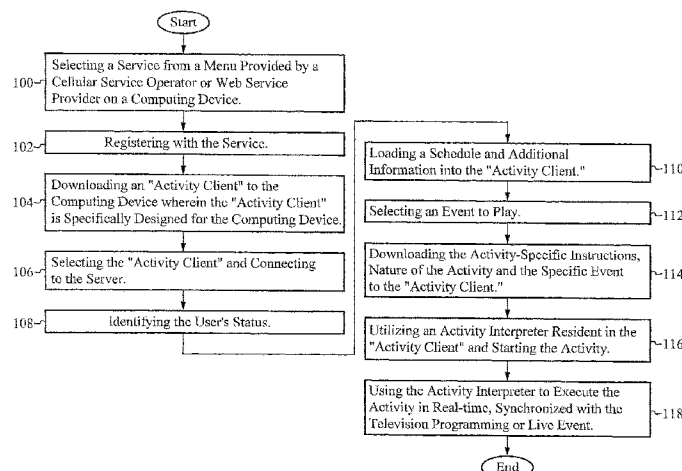 Start
100
Selecting a Service from a Menu Provided by a
Cellular Service Operator or Web Service
Provider on a Computing Device.
102
Registering with the Service.
104
Downloading an "Activity Client" to the
Computing Device wherein the "Activity Client"
is Specifically Designed for the Computing Device.
106
Selecting the "Activity Client" and Connecting
to the Server.
108
Identifying the User's Status.
Loading a Schedule and Additional
Information into the "Activity Client."
110
Selecting an Event to Play.
112
Downloading the Activity-Specific Instructions,
Nature of the Activity and the Specific Event
to the "Activity Client."
114
Utilizing an Activity Interpreter Resident in the
"Activity Client" and Starting the Activity.
116
Using the Activity Interpreter to Execute the
Activity in Real-time, Synchronized with the
Television Programming or Live Event.
118
End